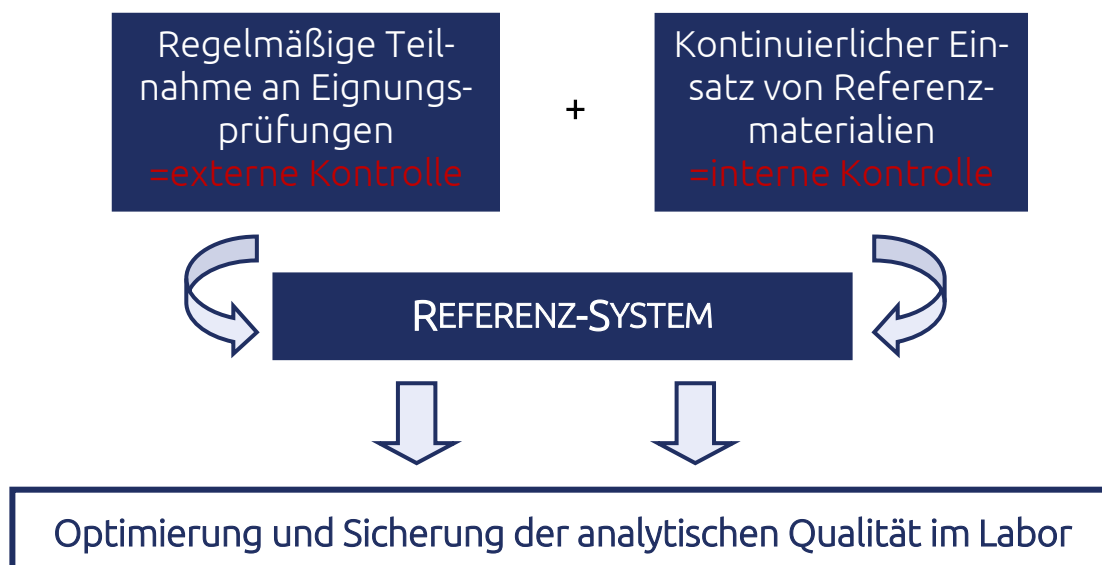 Regelmäßige Teil-
nahme an Eignungs-
prüfungen
=externe Kontrolle
+
Kontinuierlicher Ein-
satz von Referenz-
materialien
=interne Kontrolle
REFERENZ-SYSTEM
Optimierung und Sicherung der analytischen Qualität im Labor